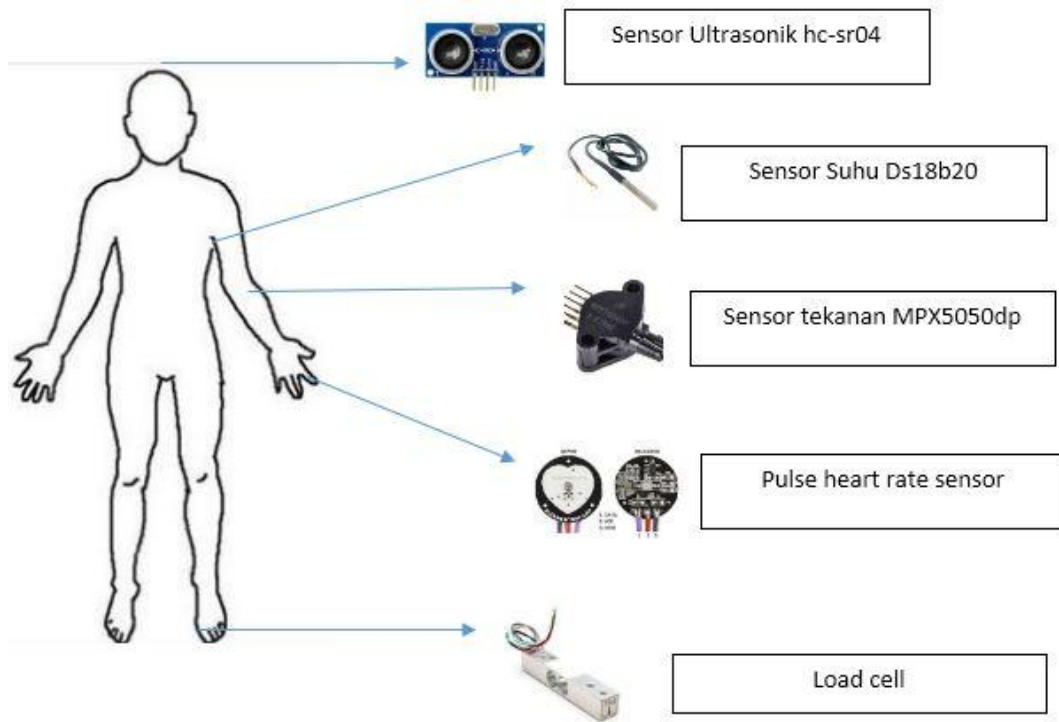 Sensor Ultrasonik hc-sr04
Sensor Suhu Ds18b20
Sensor tekanan MPX5050dp
Pulse heart rate sensor
Load cell